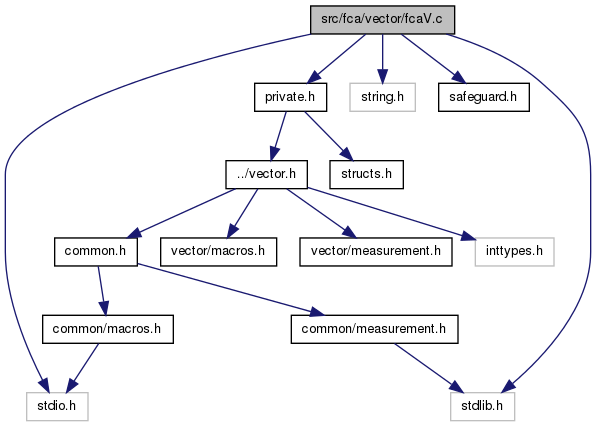 src/fca/vector/fcaV.c
private.h
string.h
safeguard.h
../vector.h
structs.h
common.h
vector/macros.h
vector/measurement.h
inttypes.h
common/macros.h
common/measurement.h
stdio.h
stdlib.h